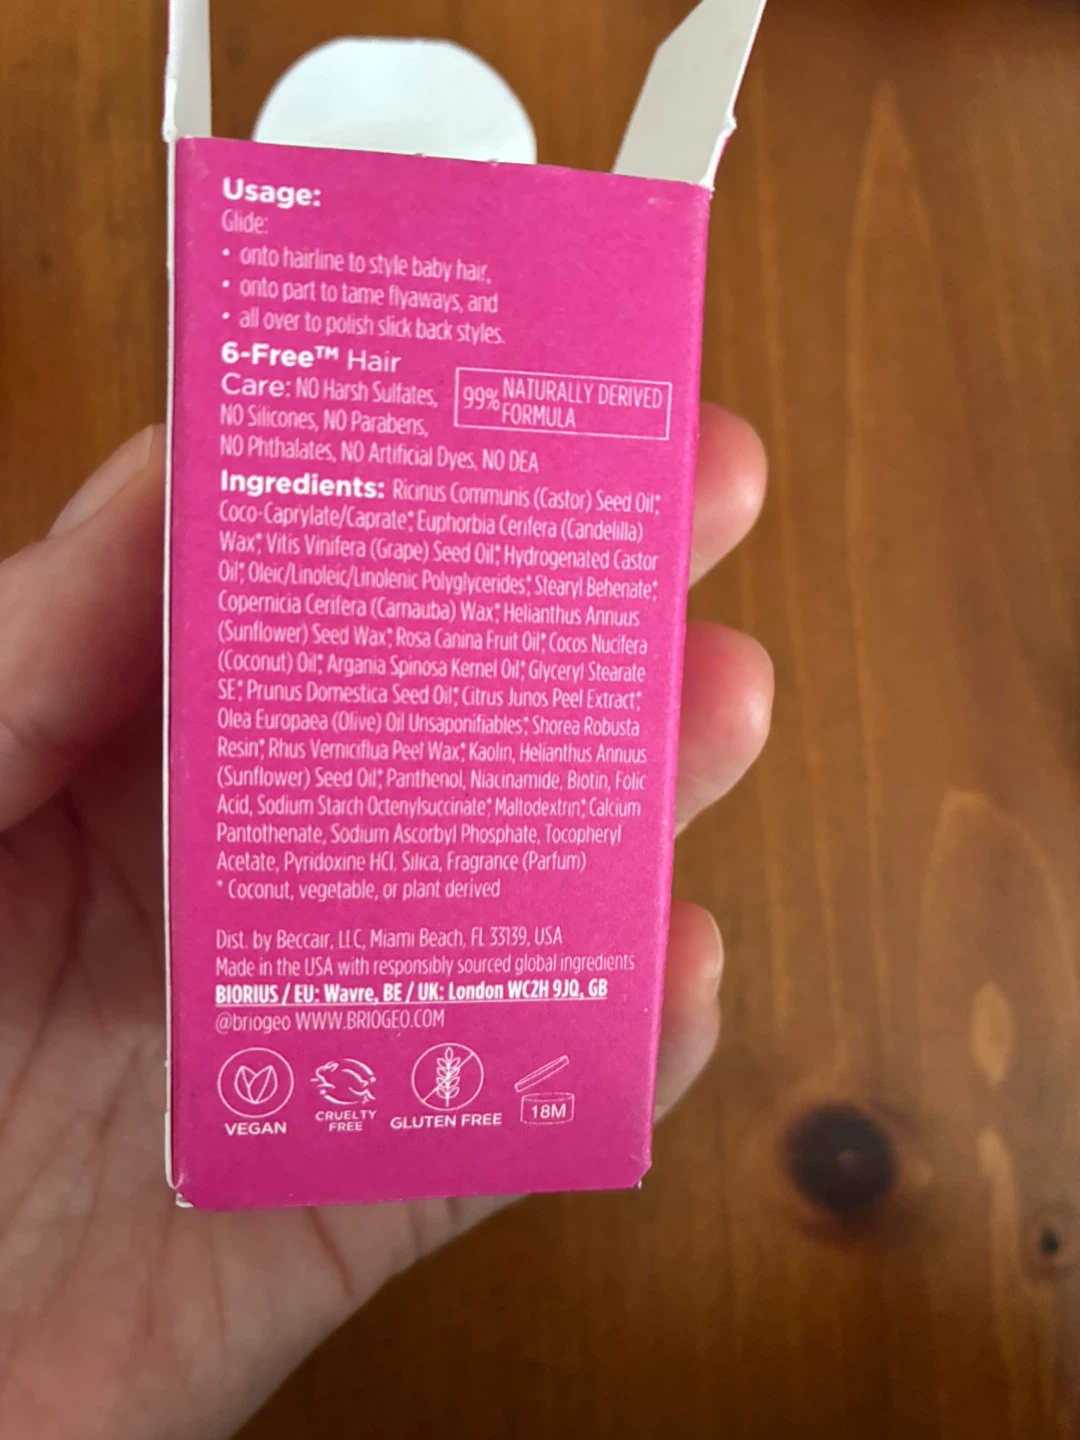 Usage:
Glide:
• onto hairline to style baby hair,
• onto part to tame flyaways, and
• all over to polish slick back styles.
6-Free™ Hair
Care: NO Harsh Sulfates,
NO Silicones, NO Parabens,
NO Phthalates, NO Artificial Dyes, NO DEA
99% NATURALLY DERIVED
FORMULA
Ingredients: Ricinus Communis (Castor) Seed Oil*,
Coco-Caprylate/Caprate*, Euphorbia Cerifera (Candelilla)
Wax*, Vitis Vinifera (Grape) Seed Oil*, Hydrogenated Castor
Oil*, Oleic/Linoleic/Linolenic Polyglycerides*, Stearyl Behenate*,
Copernicia Cerifera (Carnauba) Wax*, Helianthus Annuus
(Sunflower) Seed Wax*, Rosa Canina Fruit Oil*, Cocos Nucifera
(Coconut) Oil*, Argania Spinosa Kernel Oil*, Glyceryl Stearate
SE*, Prunus Domestica Seed Oil*, Citrus Junos Peel Extract*,
Olea Europaea (Olive) Oil Unsaponifiables*, Shorea Robusta
Resin*, Rhus Verniciflua Peel Wax*, Kaolin, Helianthus Annuus
(Sunflower) Seed Oil*, Panthenol, Niacinamide, Biotin, Folic
Acid, Sodium Starch Octenylsuccinate*, Maltodextrin*, Calcium
Pantothenate, Sodium Ascorbyl Phosphate, Tocopheryl
Acetate, Pyridoxine HCl, Silica, Fragrance (Parfum)
* Coconut, vegetable, or plant derived
Dist. by Beccair, LLC, Miami Beach, FL 33139, USA
Made in the USA with responsibly sourced global ingredients
BIORIUS / EU: Wavre, BE / UK: London WC2H 9JQ, GB
@briogeo WWW.BRIOGEO.COM
VEGAN
CRUELTY
FREE
GLUTEN FREE
18M